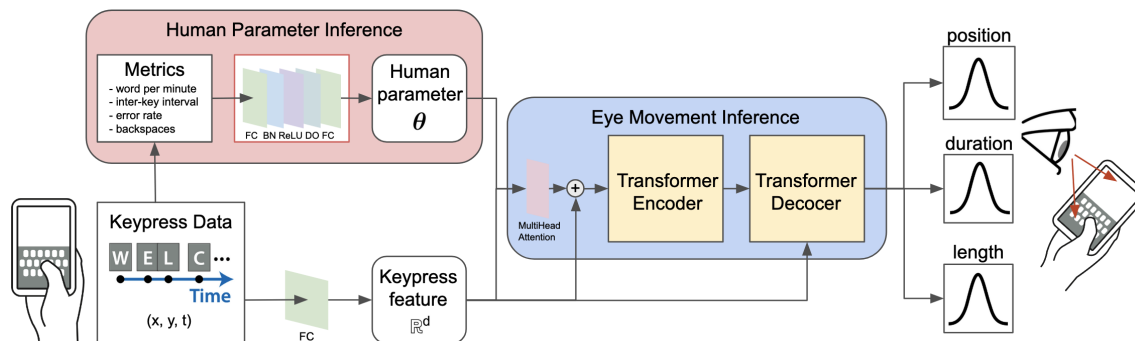 Human Parameter Inference
Metrics
- word per minute
- inter-key interval
- error rate
- backspaces
FC BN ReLU DO FC
Human
parameter
θ
Keypress Data
W E L C ...
Time
(x, y, t)
FC
Keypress
feature
ℝᵈ
Eye Movement Inference
MultiHead
Attention
+
Transformer
Encoder
Transformer
Decocer
position
duration
length